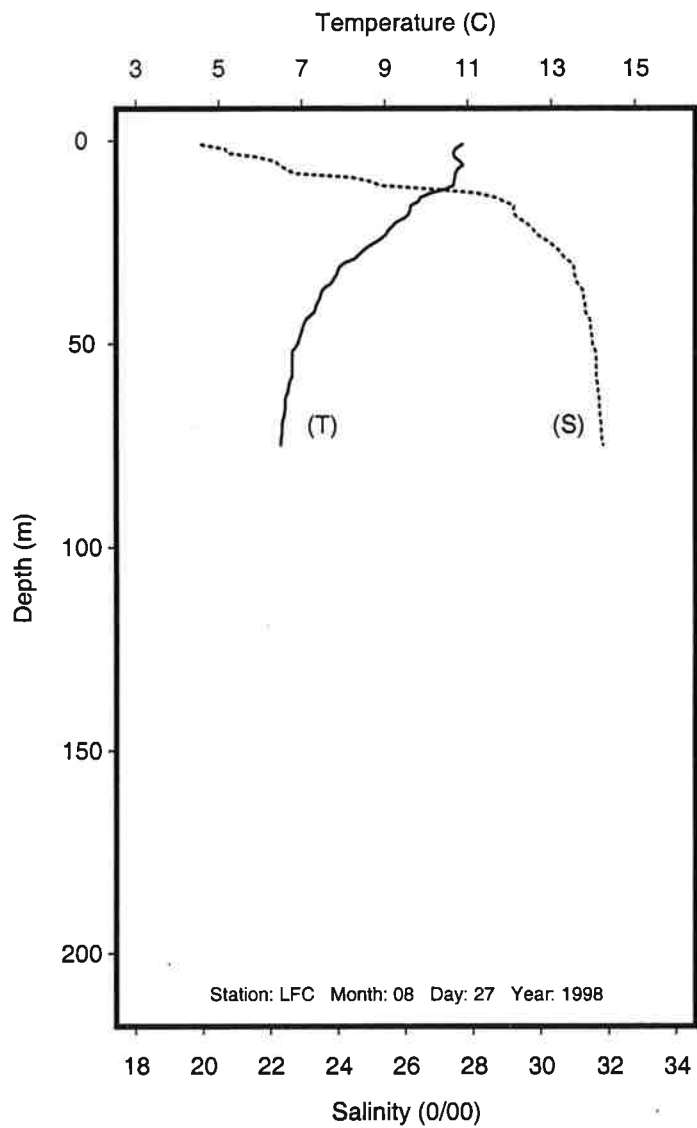 Temperature (C)
3 5 7 9 11 13 15
0
50
(T) (S)
100
Depth (m)
150
200
Station: LFC Month: 08 Day: 27 Year: 1998
18 20 22 24 26 28 30 32 34
Salinity (0/00)